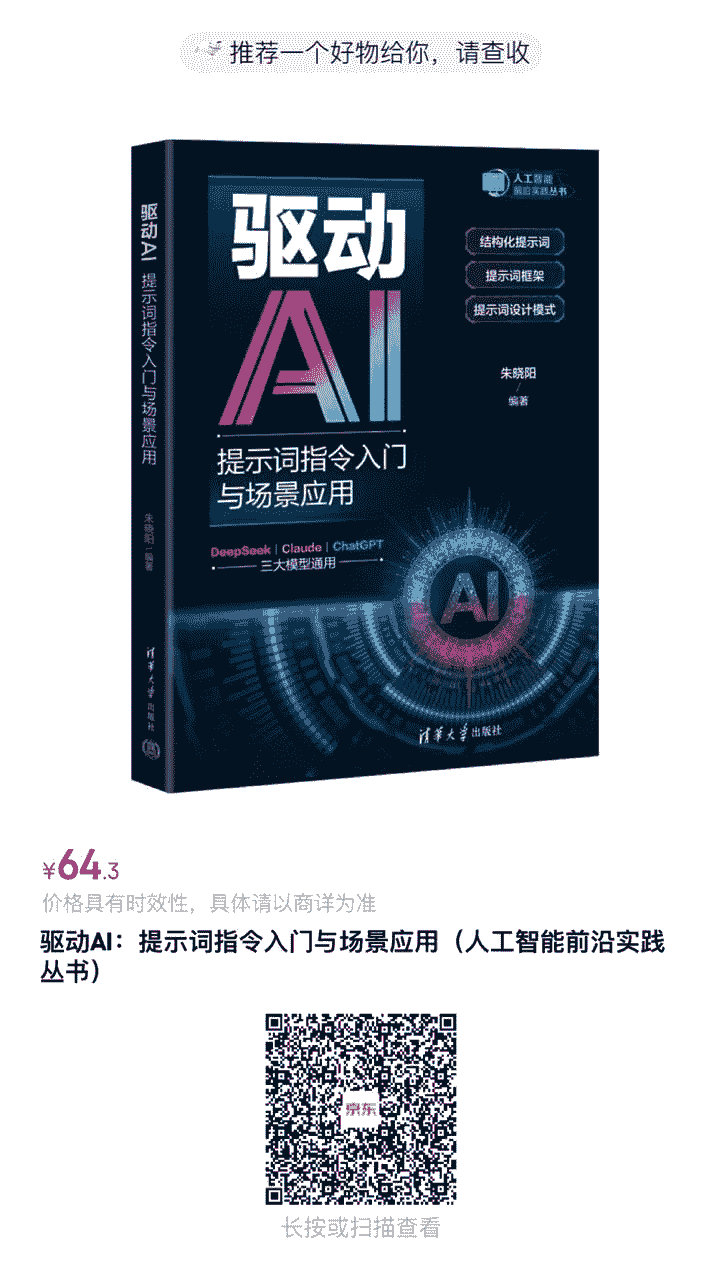 推荐一个好物给你，请查收
驱动AI 提示词指令入门与场景应用
朱晓阳 编著
清华大学出版社
人工智能
前沿实践丛书
驱动
AI
结构化提示词
提示词框架
提示词设计模式
朱晓阳
/
编著
提示词指令入门
与场景应用
DeepSeek | Claude | ChatGPT
三大模型通用
AI
清华大学出版社
¥64.3
价格具有时效性，具体请以商详为准
驱动AI：提示词指令入门与场景应用（人工智能前沿实践
丛书）
京东
长按或扫描查看